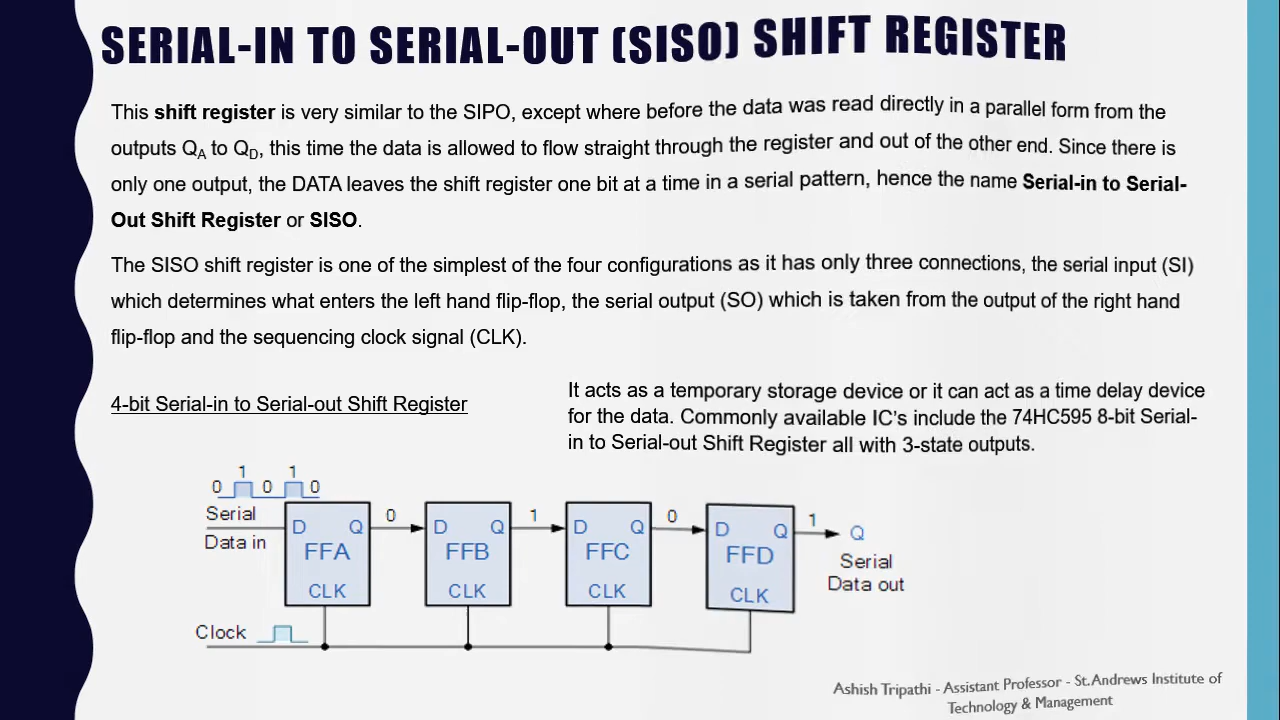 SERIAL-IN TO SERIAL-OUT (SISO) SHIFT REGISTER
This shift register is very similar to the SIPO, except where before the data was read directly in a parallel form from the
outputs QA to QD, this time the data is allowed to flow straight through the register and out of the other end. Since there is
only one output, the DATA leaves the shift register one bit at a time in a serial pattern, hence the name Serial-in to Serial-
Out Shift Register or SISO.
The SISO shift register is one of the simplest of the four configurations as it has only three connections, the serial input (SI)
which determines what enters the left hand flip-flop, the serial output (SO) which is taken from the output of the right hand
flip-flop and the sequencing clock signal (CLK).
4-bit Serial-in to Serial-out Shift Register
It acts as a temporary storage device or it can act as a time delay device
for the data. Commonly available IC's include the 74HC595 8-bit Serial-
in to Serial-out Shift Register all with 3-state outputs.
0 1 0 1 0
Serial
Data in
D Q 0 D Q 1 D Q 0 D Q 1 Q
FFA FFB FFC FFD
CLK CLK CLK CLK
Serial
Data out
Clock
Ashish Tripathi - Assistant Professor - St.Andrews Institute of
Technology & Management